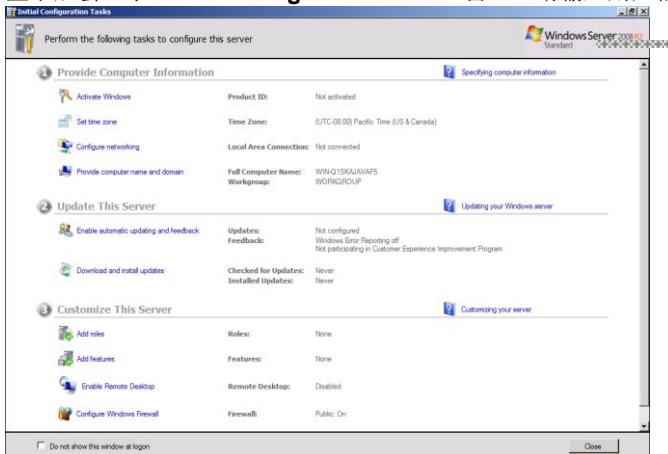 Initial Configuration Tasks
Perform the following tasks to configure this server
Windows Server 2008 R2
Standard
1 Provide Computer Information
Specifying computer information
Activate Windows Product ID: Not activated
Set time zone Time Zone: (UTC-08:00) Pacific Time (US & Canada)
Configure networking Local Area Connection: Not connected
Provide computer name and domain Full Computer Name: WIN-Q1SKAJAVAF5
Workgroup: WORKGROUP
2 Update This Server
Updating your Windows server
Enable automatic updating and feedback Updates: Not configured
Feedback: Windows Error Reporting off
Not participating in Customer Experience Improvement Program
Download and install updates Checked for Updates: Never
Installed Updates: Never
3 Customize This Server
Customizing your server
Add roles Roles: None
Add features Features: None
Enable Remote Desktop Remote Desktop: Disabled
Configure Windows Firewall Firewall: Public: On
Do not show this window at logon
Close